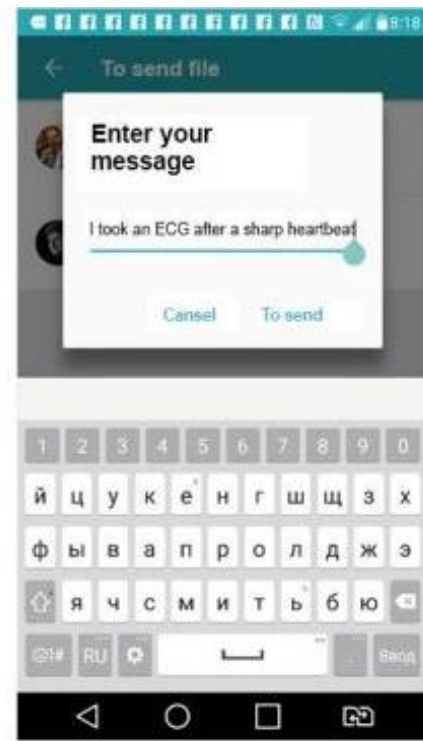 8:18
To send file
Enter your
message
I took an ECG after a sharp heartbeat
Cansel To send
1 2 3 4 5 6 7 8 9 0
й ц у к е н г ш щ з х
ф ы в а п р о л д ж э
я ч с м и т ь б ю
@!# RU . Ввод